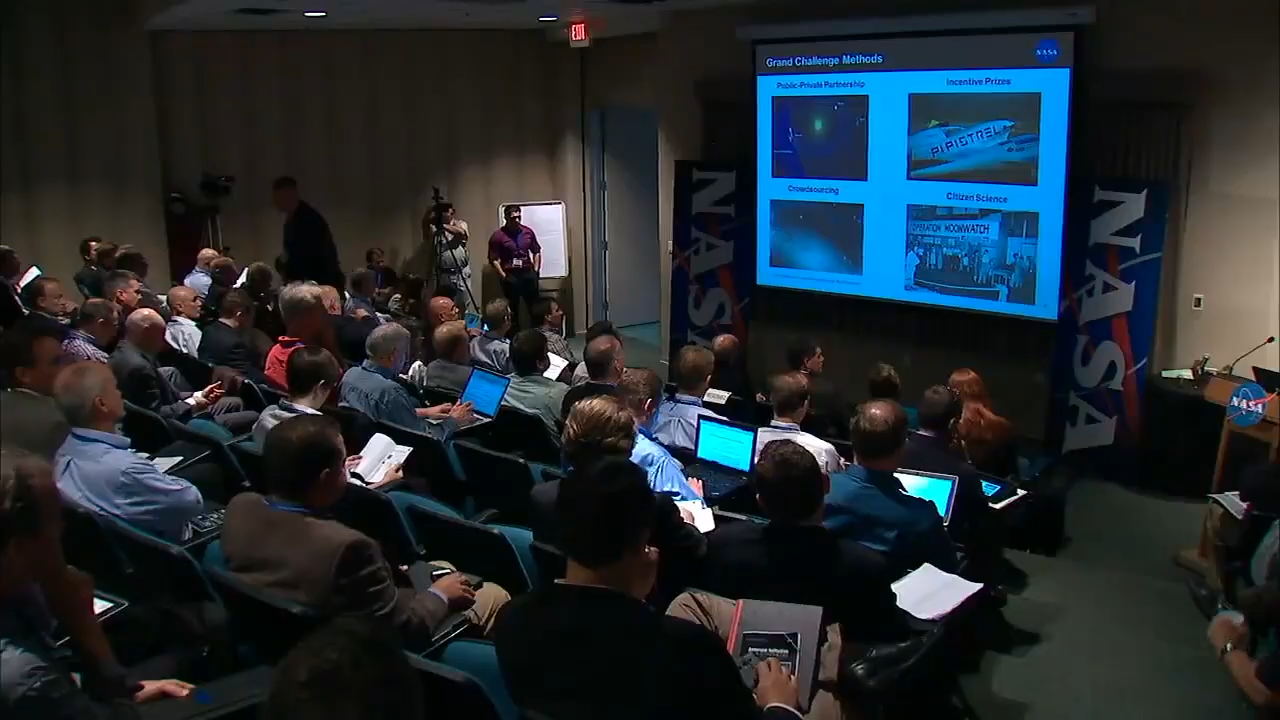 EXIT
Grand Challenge Methods
NASA
Public-Private Partnership
Incentive Prizes
PIPISTREL
Crowdsourcing
Citizen Science
OPERATION MOONWATCH
NASA
NASA
NASA
NASA